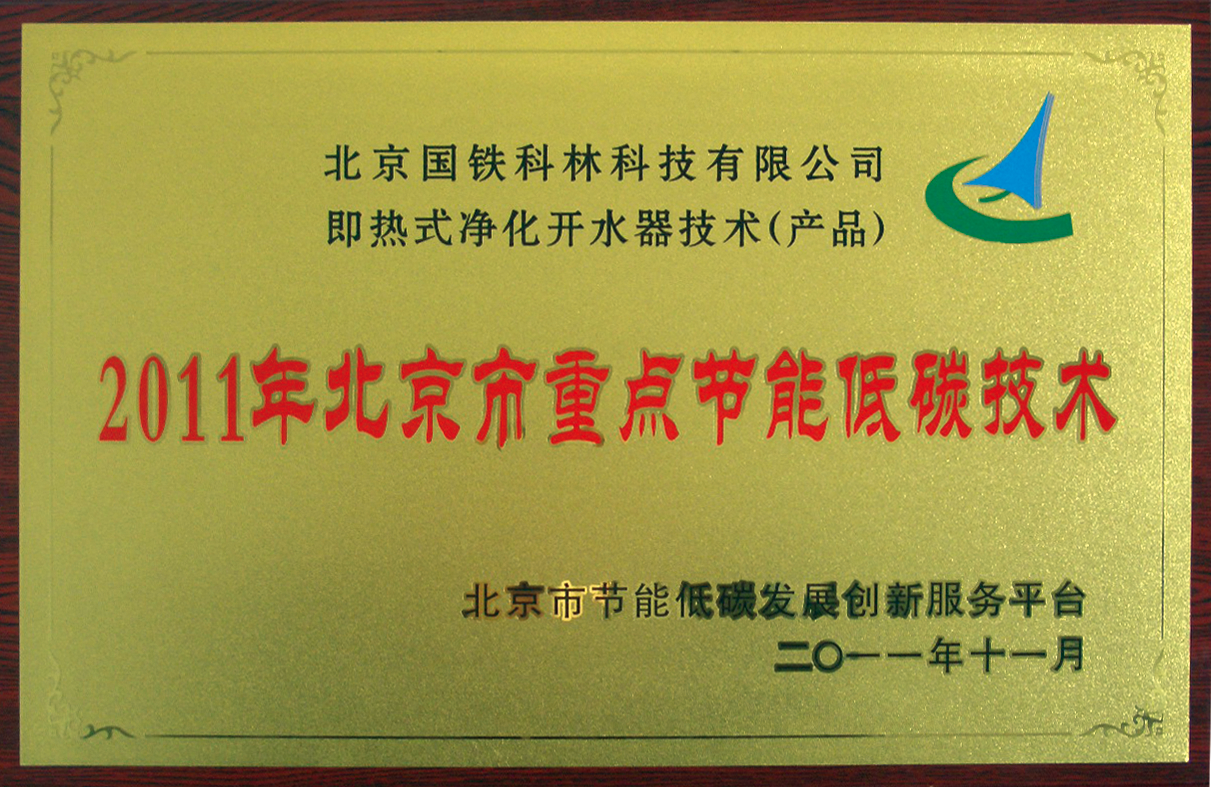 北京国铁科林科技有限公司
即热式净化开水器技术(产品)
2011年北京市重点节能低碳技术
北京市节能低碳发展创新服务平台
二〇一一年十一月